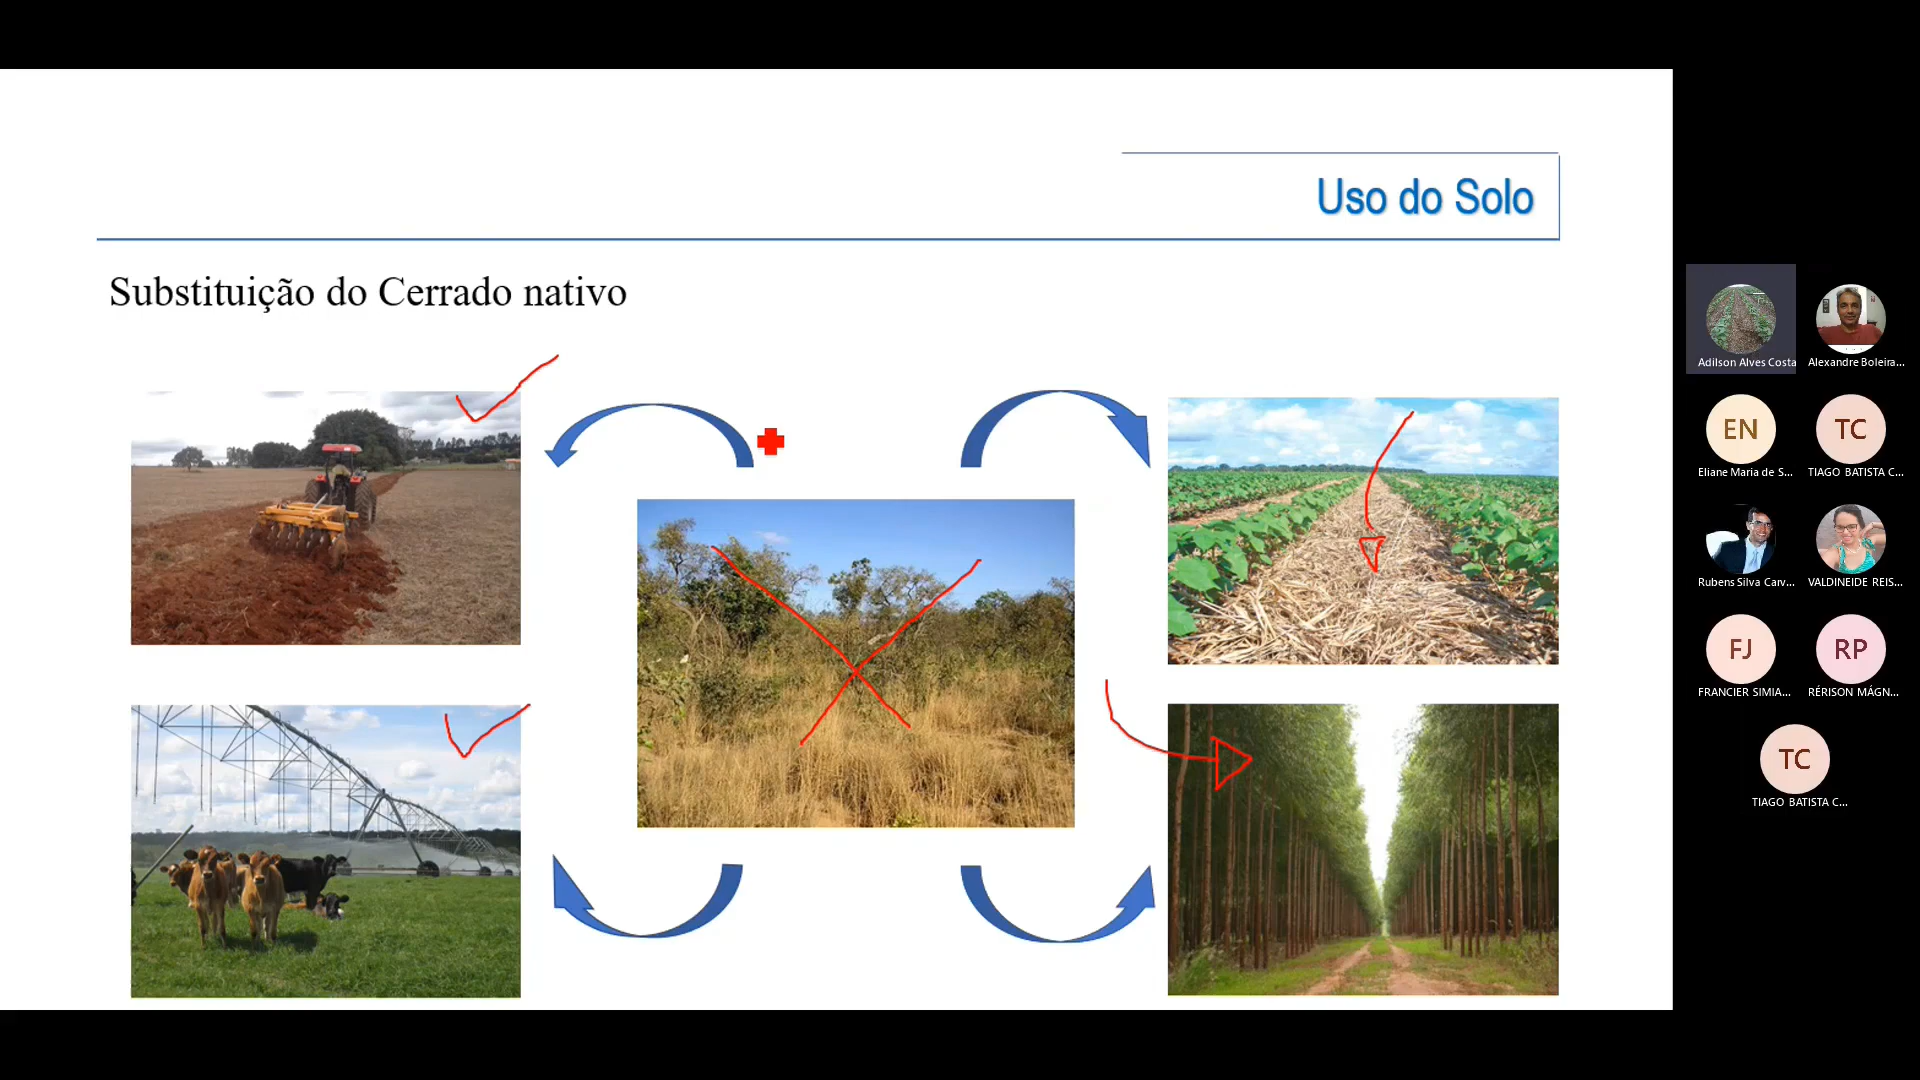 Uso do Solo
Substituição do Cerrado nativo
Adilson Alves Costa
Alexandre Boleira...
EN
TC
Eliane Maria de S...
TIAGO BATISTA C...
Rubens Silva Carv...
VALDINEIDE REIS...
FJ
RP
FRANCIER SIMIA...
RÉRISON MÁGN...
TC
TIAGO BATISTA C...